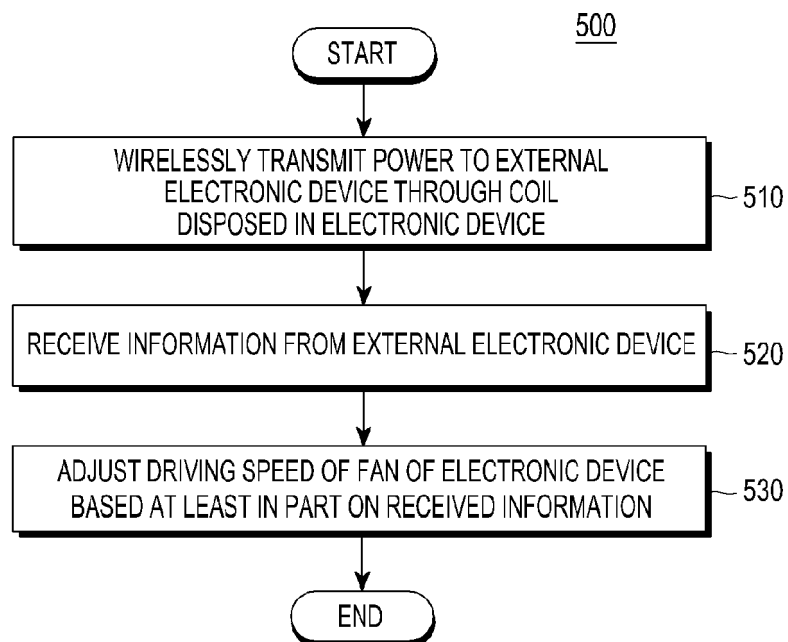 500
START
WIRELESSLY TRANSMIT POWER TO EXTERNAL
ELECTRONIC DEVICE THROUGH COIL
DISPOSED IN ELECTRONIC DEVICE
510
RECEIVE INFORMATION FROM EXTERNAL ELECTRONIC DEVICE
520
ADJUST DRIVING SPEED OF FAN OF ELECTRONIC DEVICE
BASED AT LEAST IN PART ON RECEIVED INFORMATION
530
END